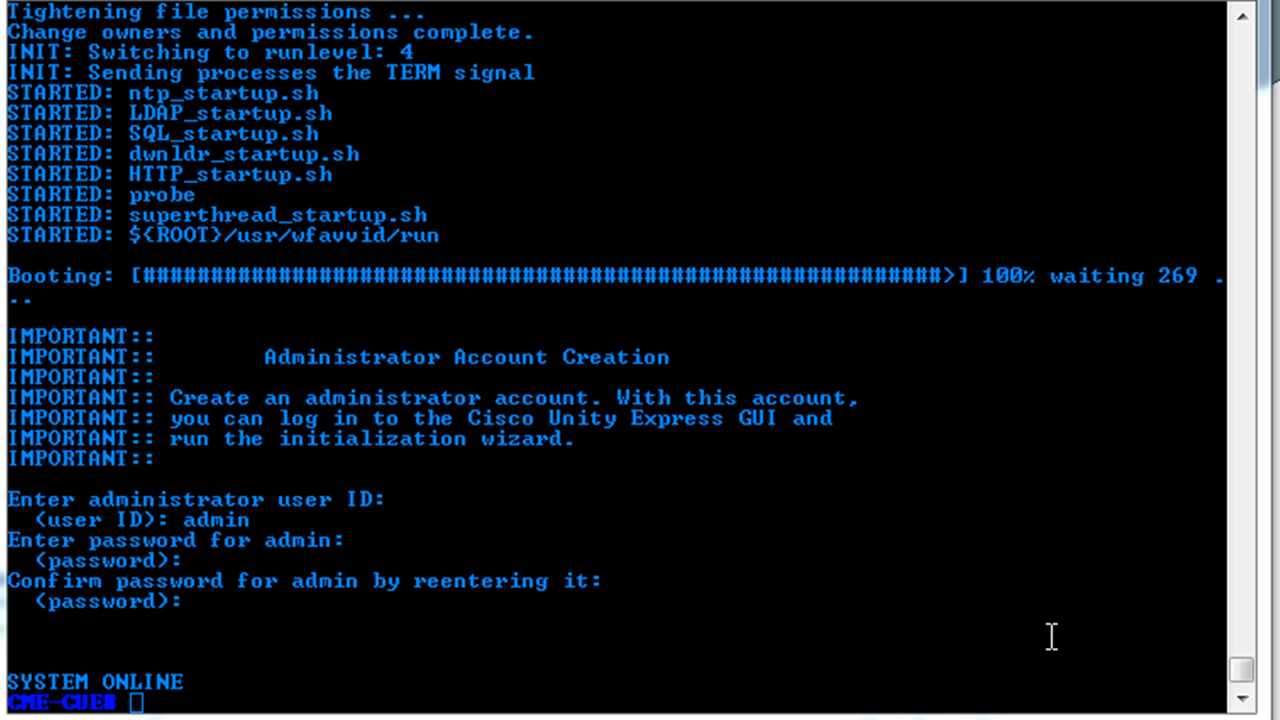 Tightening file permissions ...
Change owners and permissions complete.
INIT: Switching to runlevel: 4
INIT: Sending processes the TERM signal
STARTED: ntp_startup.sh
STARTED: LDAP_startup.sh
STARTED: SQL_startup.sh
STARTED: dwnldr_startup.sh
STARTED: HTTP_startup.sh
STARTED: probe
STARTED: superthread_startup.sh
STARTED: ${ROOT}/usr/wfavvid/run
Booting: [###########################################################>] 100% waiting 269 .
--
IMPORTANT::
IMPORTANT::        Administrator Account Creation
IMPORTANT::
IMPORTANT:: Create an administrator account. With this account,
IMPORTANT:: you can log in to the Cisco Unity Express GUI and
IMPORTANT:: run the initialization wizard.
IMPORTANT::
Enter administrator user ID:
  (user ID): admin
Enter password for admin:
  (password):
Confirm password for admin by reentering it:
  (password):
SYSTEM ONLINE
CME-CUE#